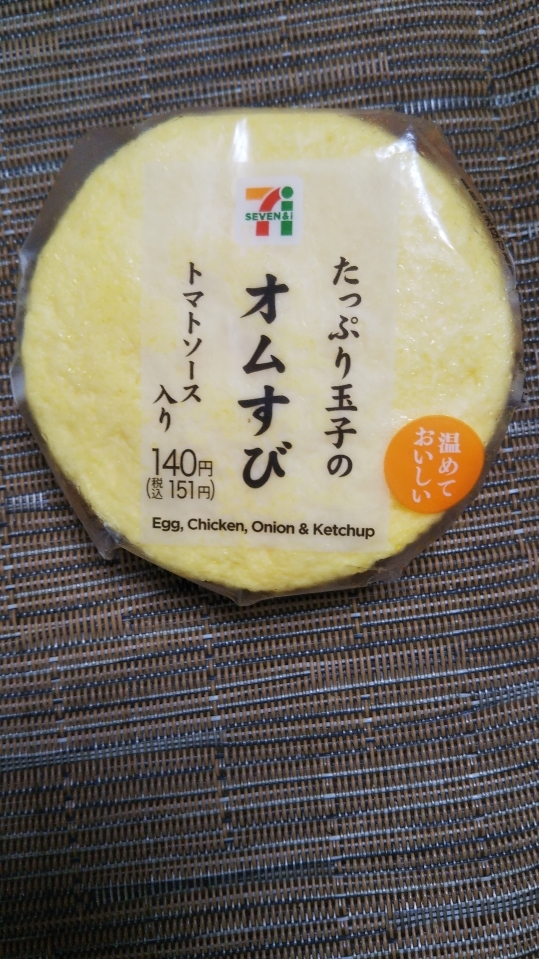 SEVEN&i
たっぷり玉子の
オムすび
トマトソース
入り
140円
(税込 151円)
Egg, Chicken, Onion & Ketchup
温めて
おいしい